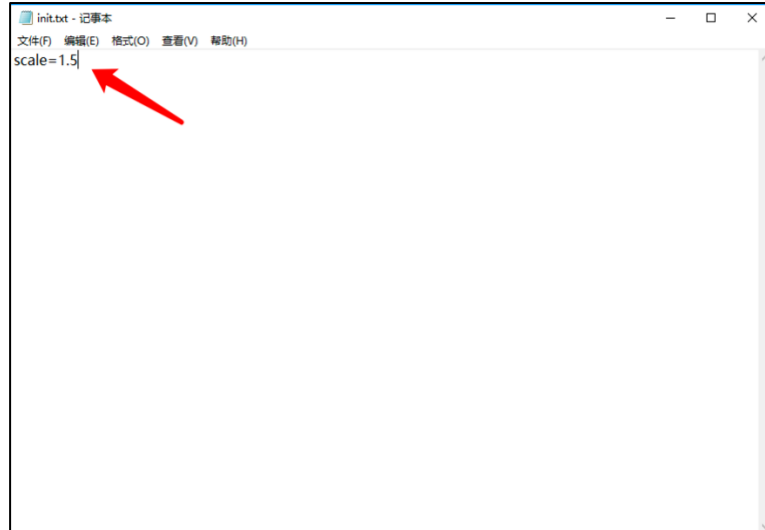 init.txt - 记事本
文件(F) 编辑(E) 格式(O) 查看(V) 帮助(H)
scale=1.5